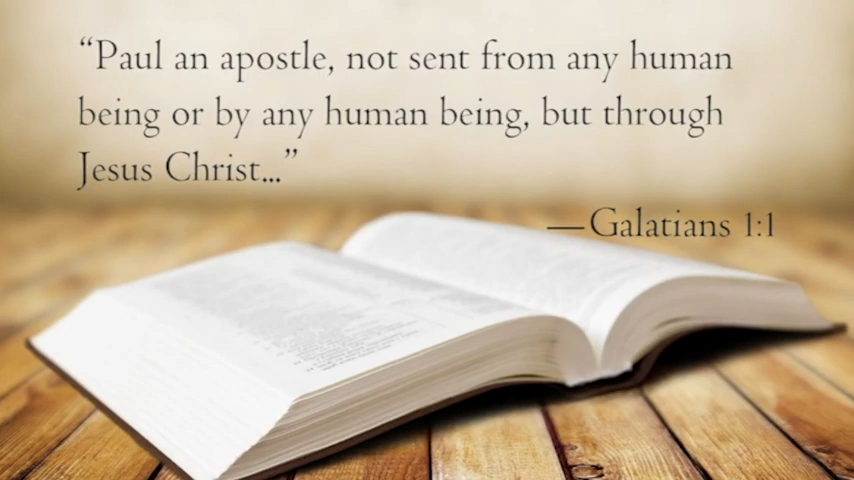 “Paul an apostle, not sent from any human
being or by any human being, but through
Jesus Christ...”
—Galatians 1:1